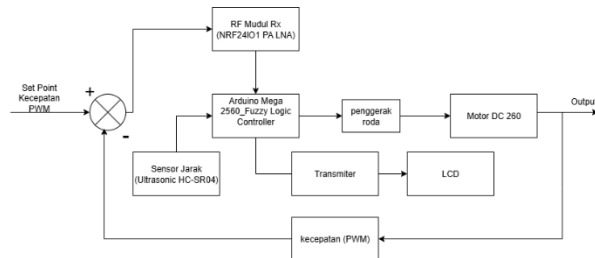 RF Mudul Rx
(NRF24IO1 PA LNA)
Set Point
Kecepatan
PWM
+
-
Arduino Mega
2560_Fuzzy Logic
Controller
penggerak
roda
Motor DC 260
Output
Sensor Jarak
(Ultrasonic HC-SR04)
Transmiter
LCD
kecepatan (PWM)